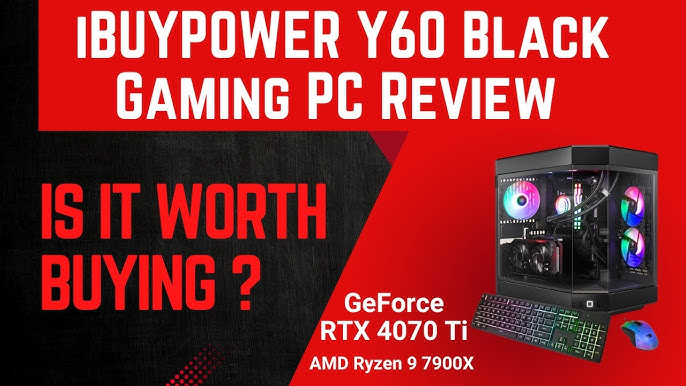 iBUYPOWER Y60 Black
Gaming PC Review
IS IT WORTH
BUYING ?
GeForce
RTX 4070 Ti
AMD Ryzen 9 7900X